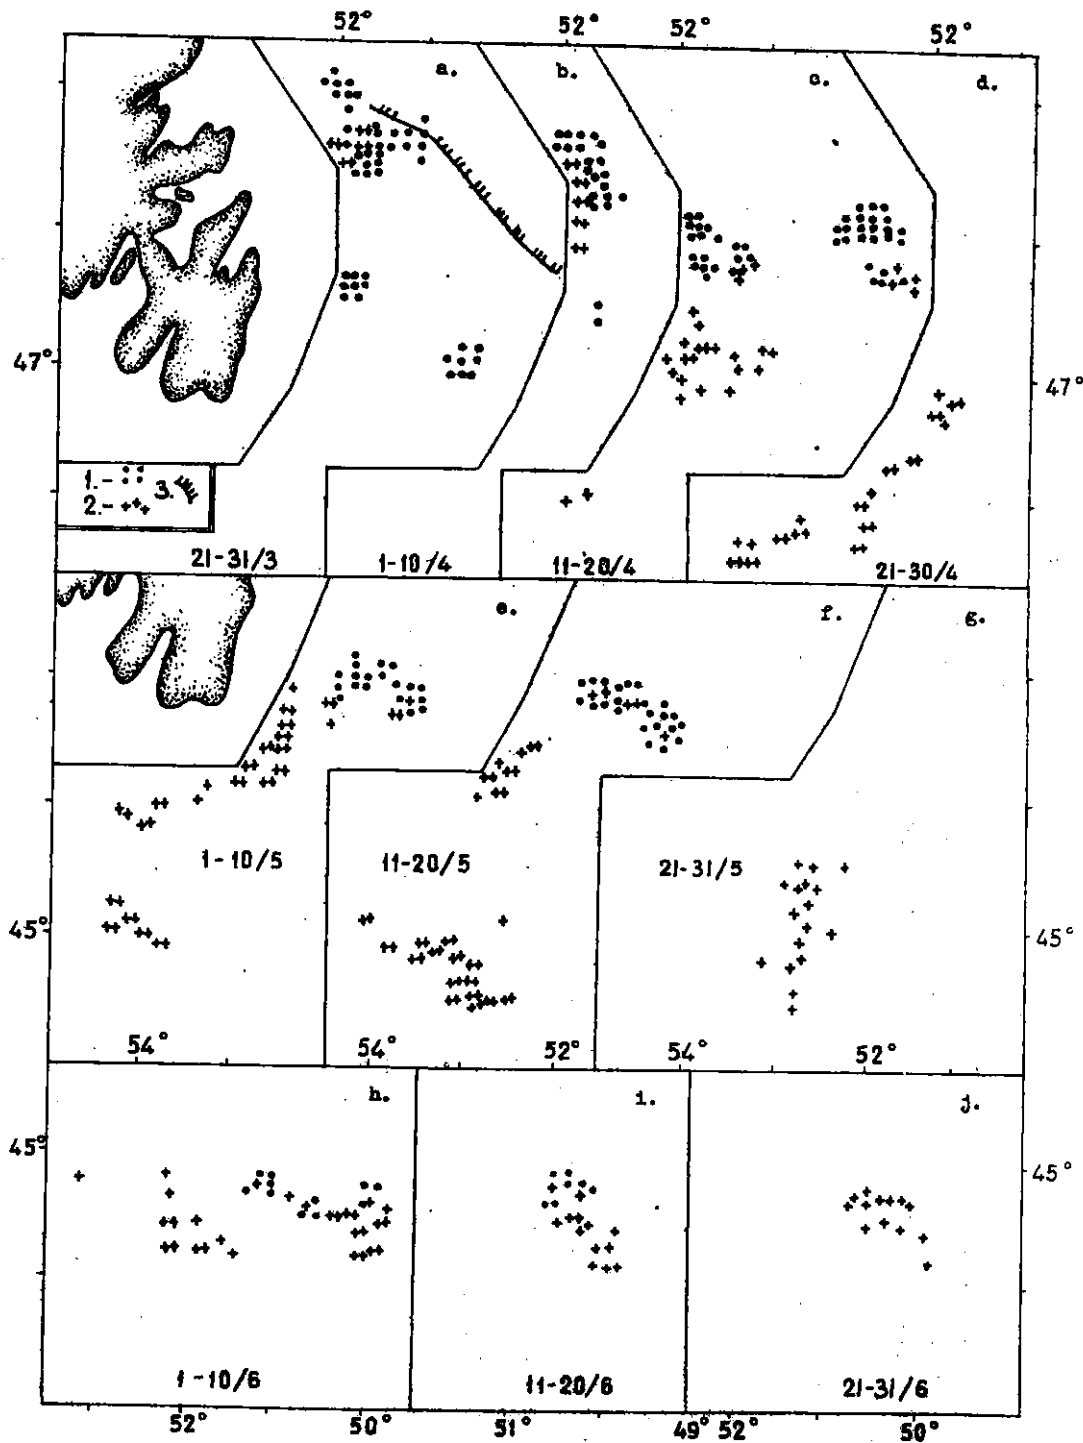 52° 52° 52° 52°
a. b. c. d.
47° 47°
1.-
2.- 3.
21-31/3 1-10/4 11-20/4 21-30/4
e. f. g.
1-10/5 11-20/5 21-31/5
45° 45°
54° 54° 52° 54° 52°
h. i. j.
45° 45°
1-10/6 11-20/6 21-31/6
52° 50° 51° 49° 52° 50°